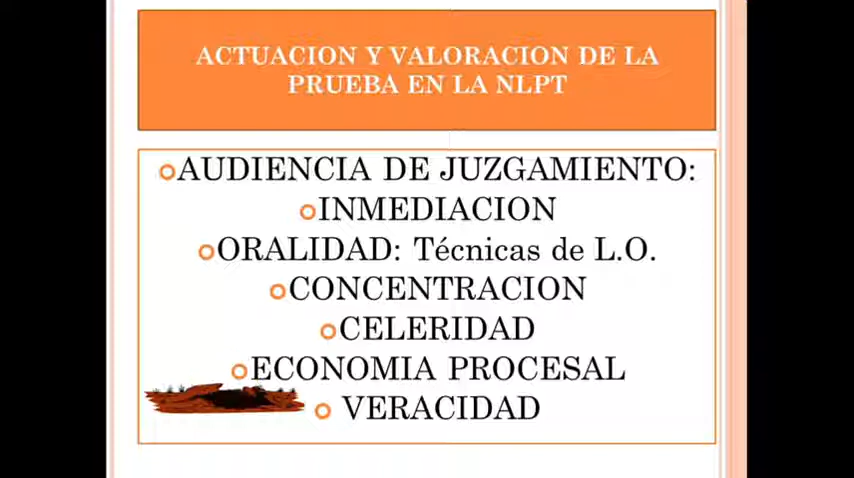 ACTUACION Y VALORACION DE LA
PRUEBA EN LA NLPT
AUDIENCIA DE JUZGAMIENTO:
INMEDIACION
ORALIDAD: Técnicas de L.O.
CONCENTRACION
CELERIDAD
ECONOMIA PROCESAL
VERACIDAD